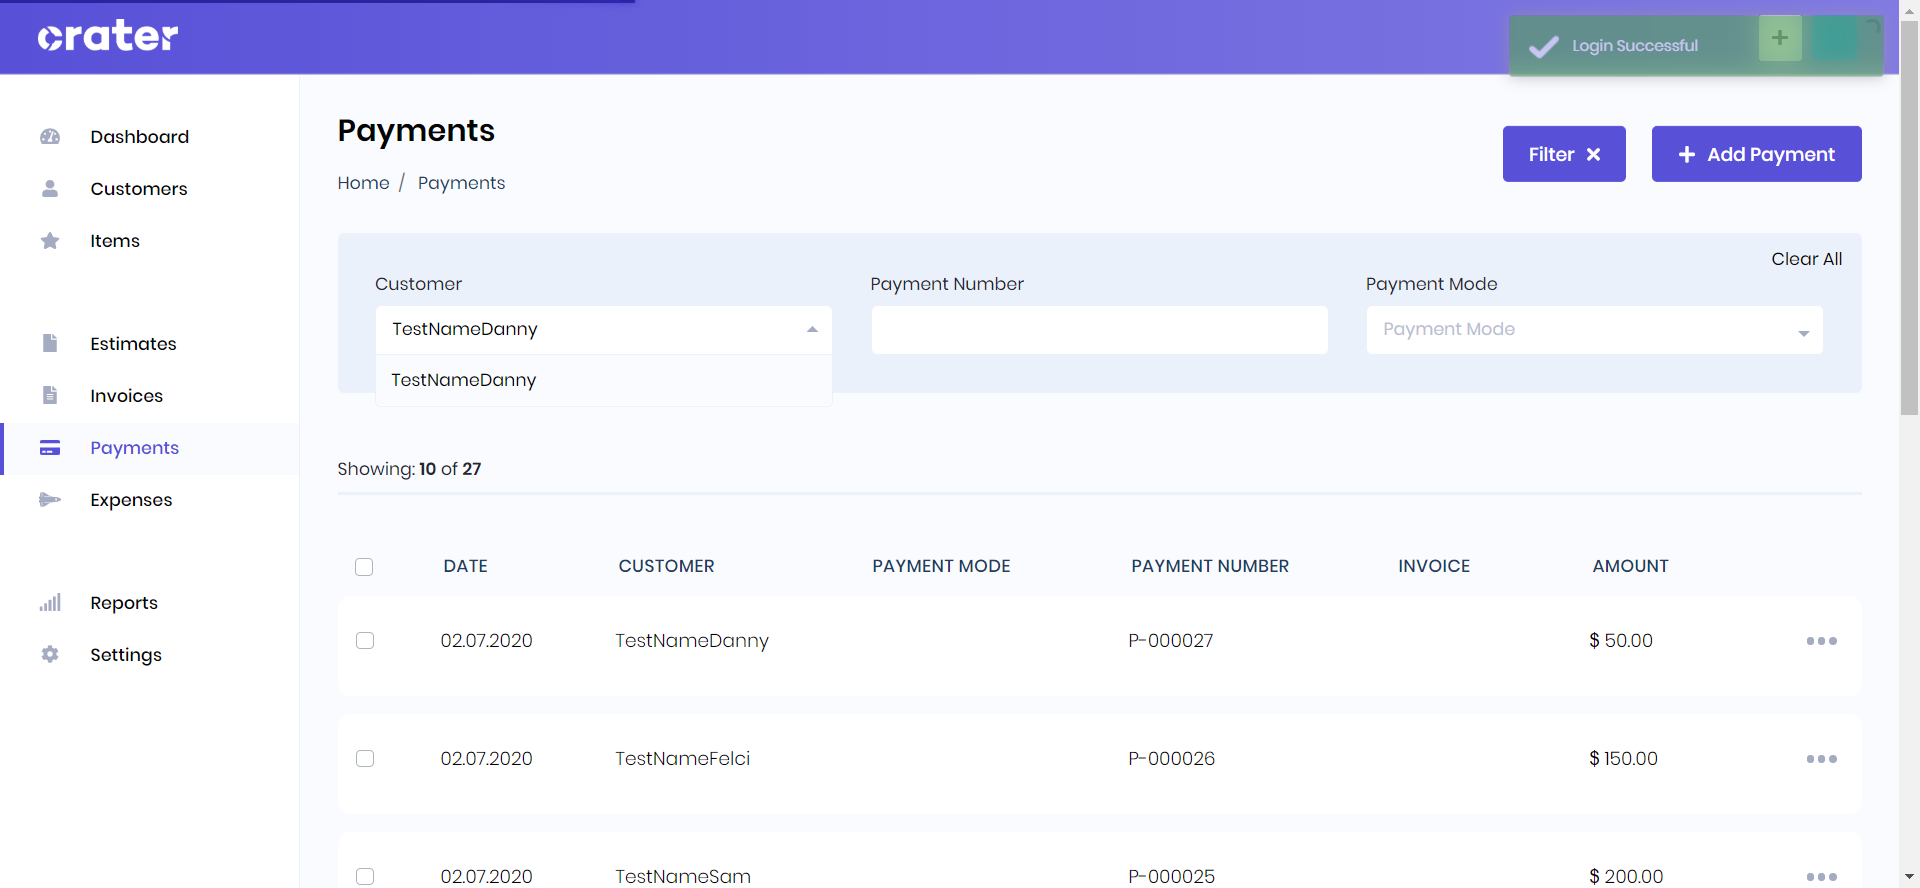 crater
Login Successful
Dashboard
Customers
Items
Estimates
Invoices
Payments
Expenses
Reports
Settings
Payments
Home / Payments
Filter
Add Payment
Clear All
Customer
Payment Number
Payment Mode
TestNameDanny
Payment Mode
TestNameDanny
Showing: 10 of 27
DATE CUSTOMER PAYMENT MODE PAYMENT NUMBER INVOICE AMOUNT
02.07.2020 TestNameDanny P-000027 $ 50.00
02.07.2020 TestNameFelci P-000026 $ 150.00
02.07.2020 TestNameSam P-000025 $ 200.00